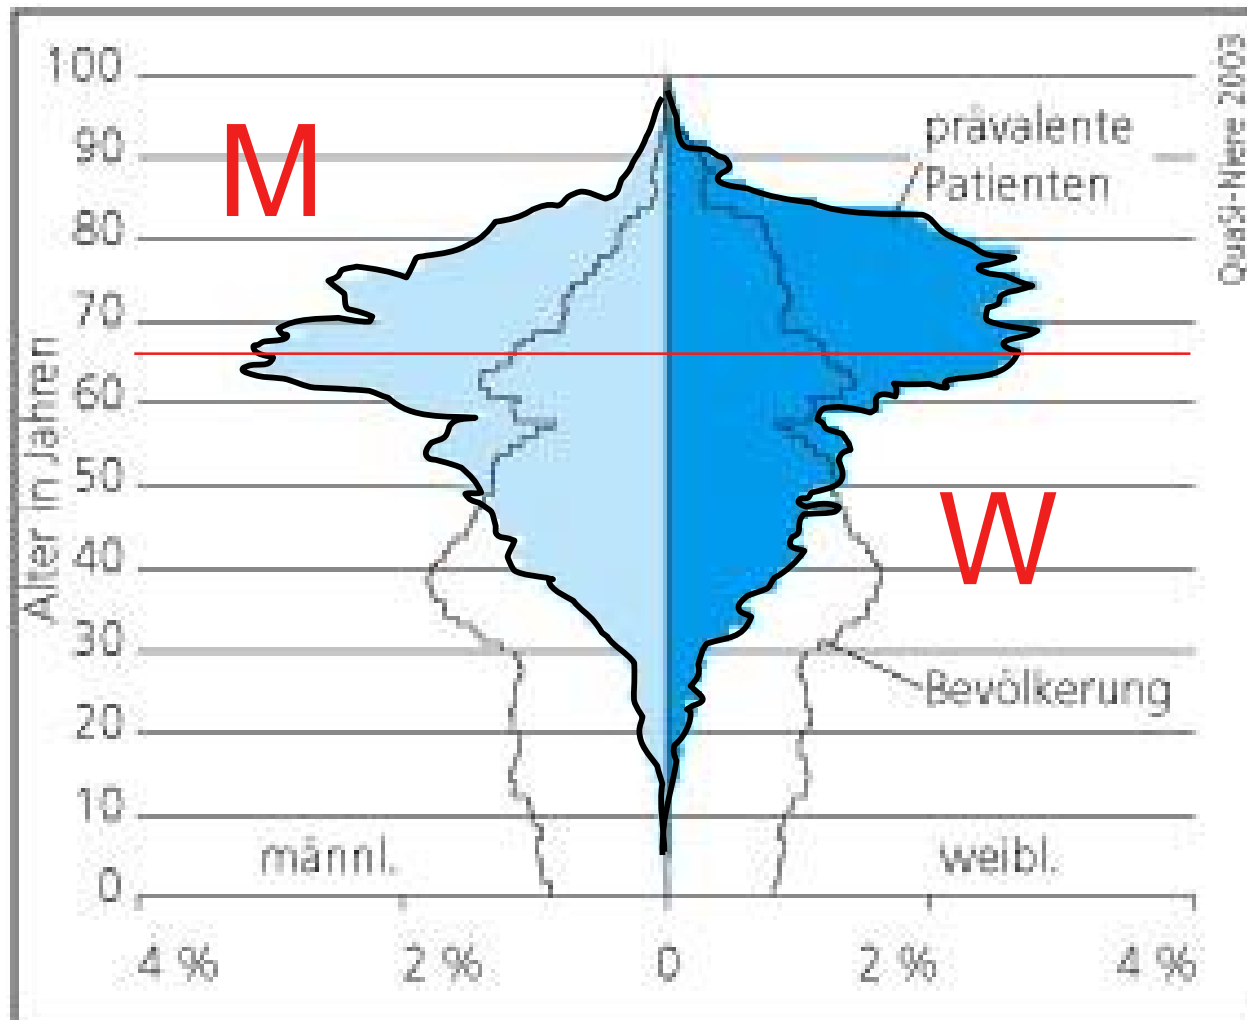 100
90
80
70
60
50
40
30
20
10
0
Alter in Jahren
M
W
prävalente
Patienten
Bevölkerung
männl.
weibl.
4 %
2 %
0
2 %
4 %
QuaSi-Niere 2003